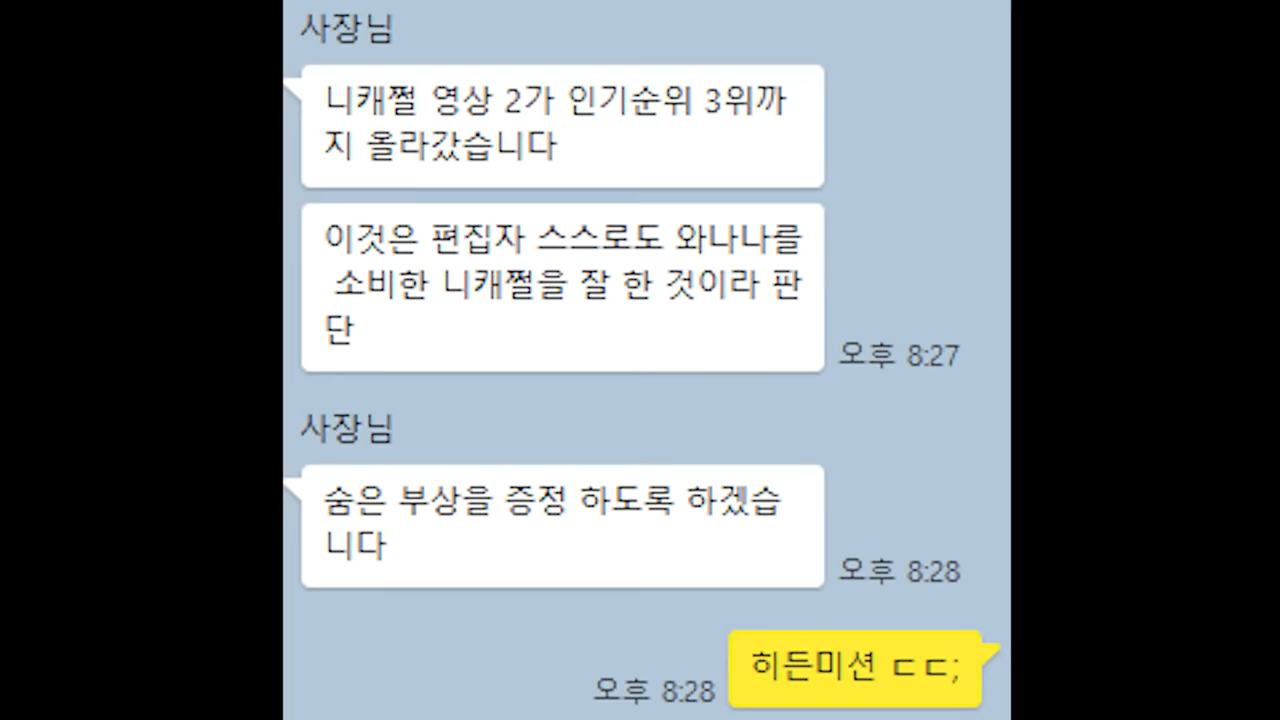 사장님
니캐쩔 영상 2가 인기순위 3위까
지 올라갔습니다
이것은 편집자 스스로도 와나나를
소비한 니캐쩔을 잘 한 것이라 판
단
오후 8:27
사장님
숨은 부상을 증정 하도록 하겠습
니다
오후 8:28
히든미션 ㄷㄷ;
오후 8:28